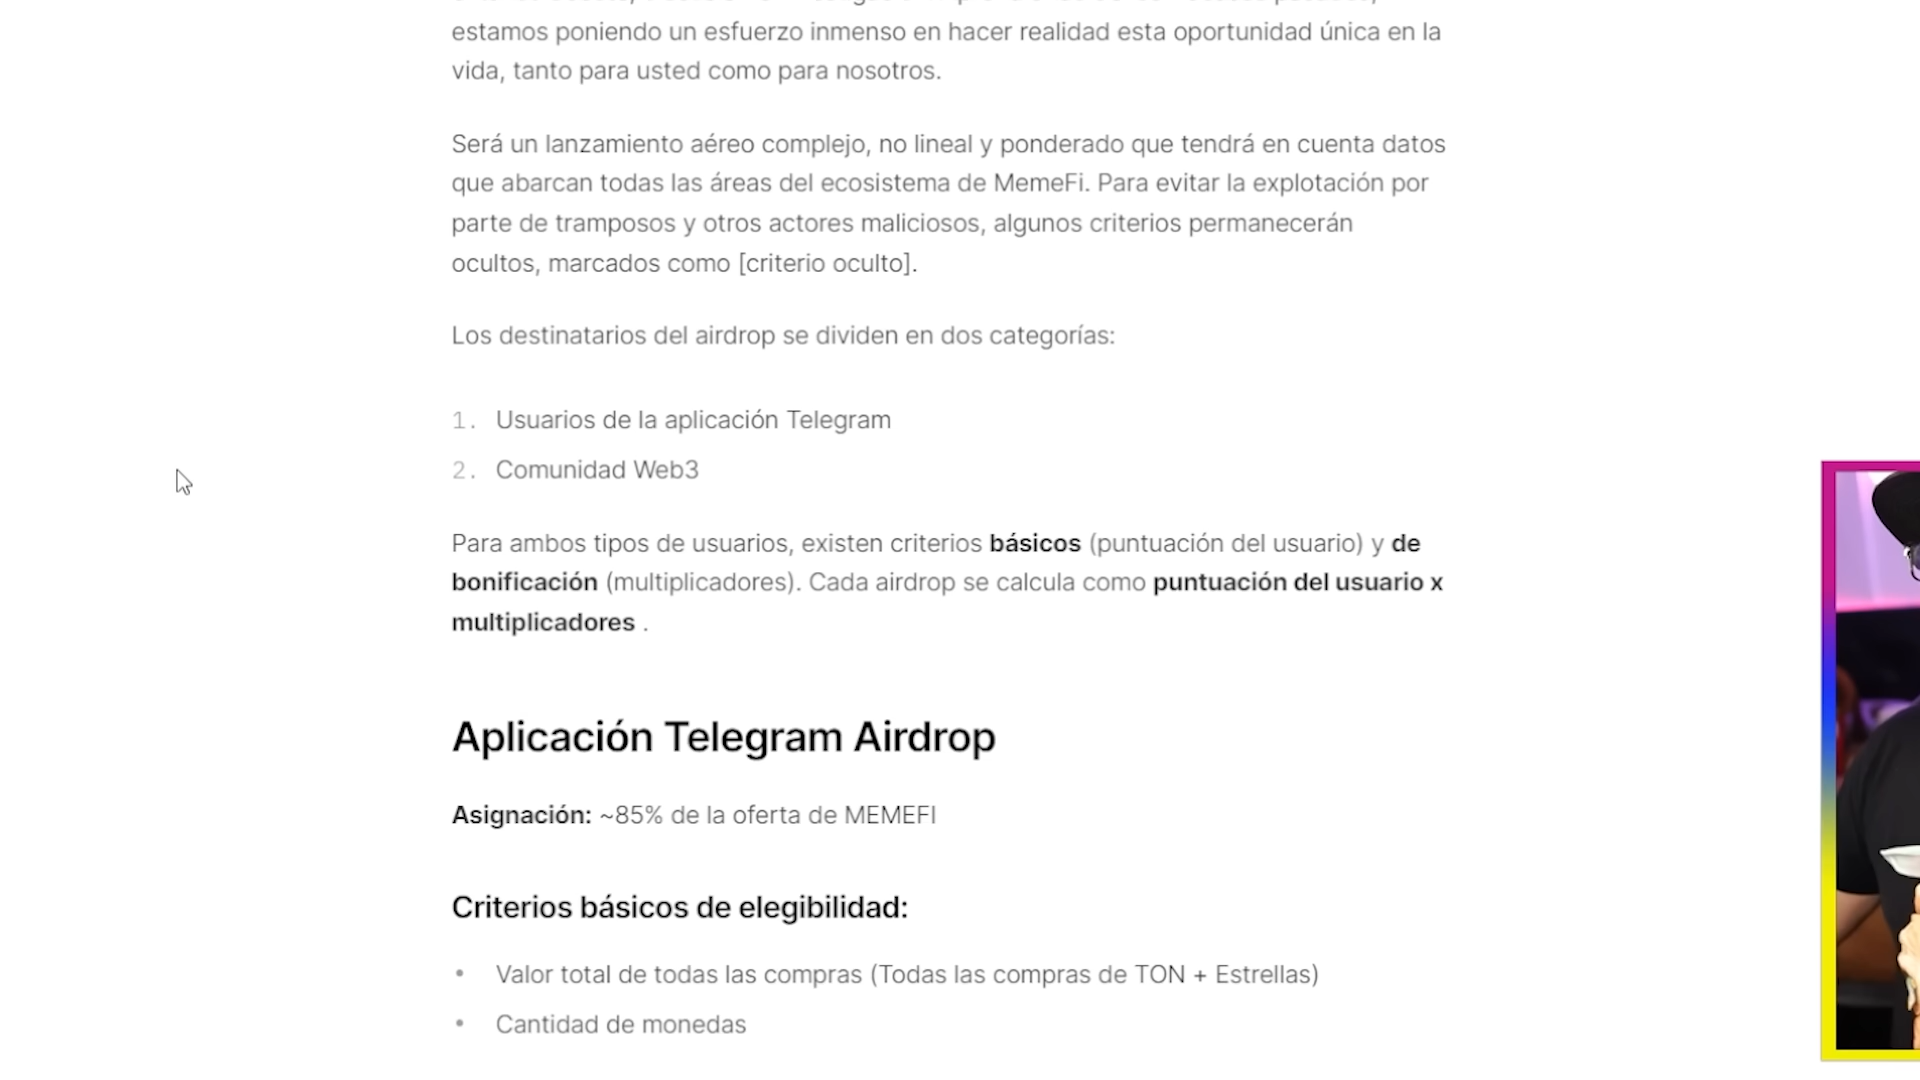 estamos poniendo un esfuerzo inmenso en hacer realidad esta oportunidad única en la
vida, tanto para usted como para nosotros.
Será un lanzamiento aéreo complejo, no lineal y ponderado que tendrá en cuenta datos
que abarcan todas las áreas del ecosistema de MemeFi. Para evitar la explotación por
parte de tramposos y otros actores maliciosos, algunos criterios permanecerán
ocultos, marcados como [criterio oculto].
Los destinatarios del airdrop se dividen en dos categorías:
1. Usuarios de la aplicación Telegram
2. Comunidad Web3
Para ambos tipos de usuarios, existen criterios básicos (puntuación del usuario) y de
bonificación (multiplicadores). Cada airdrop se calcula como puntuación del usuario x
multiplicadores .
Aplicación Telegram Airdrop
Asignación: ~85% de la oferta de MEMEFI
Criterios básicos de elegibilidad:
• Valor total de todas las compras (Todas las compras de TON + Estrellas)
• Cantidad de monedas